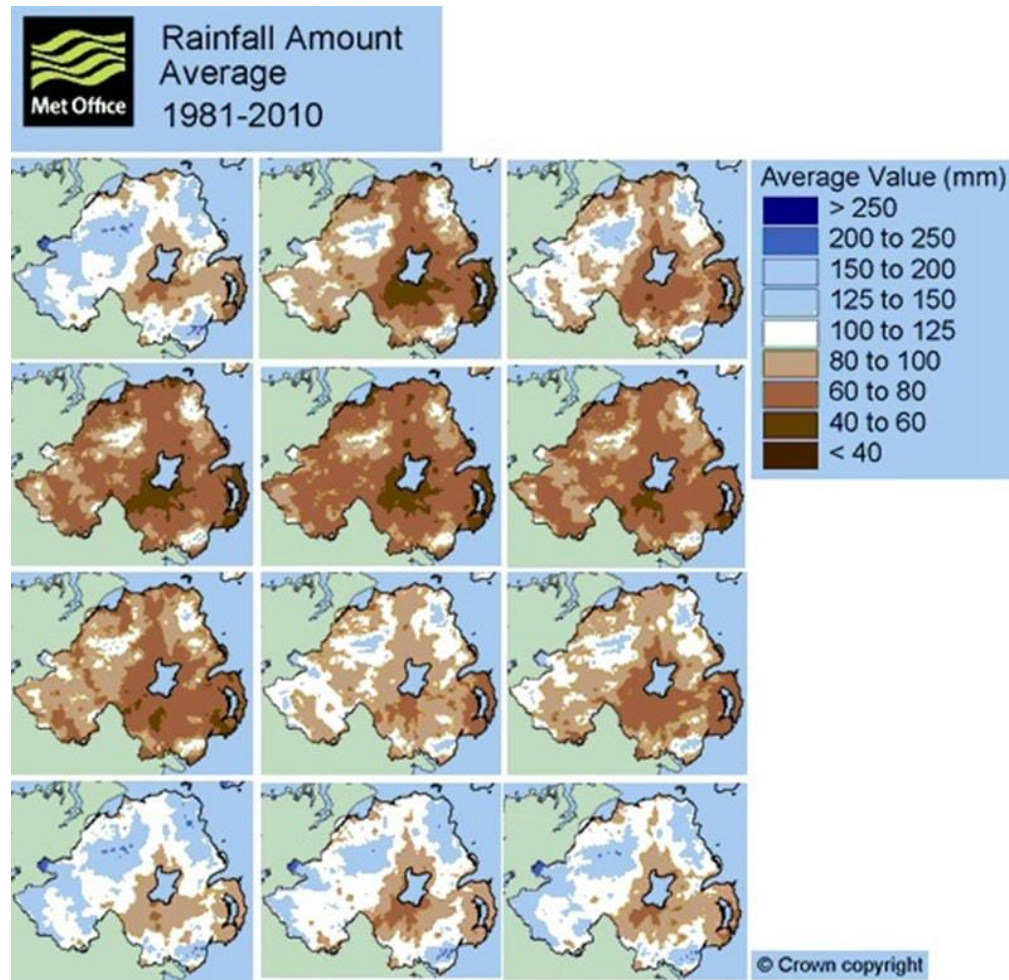 Met Office
Rainfall Amount
Average
1981-2010
Average Value (mm)
> 250
200 to 250
150 to 200
125 to 150
100 to 125
80 to 100
60 to 80
40 to 60
< 40
© Crown copyright